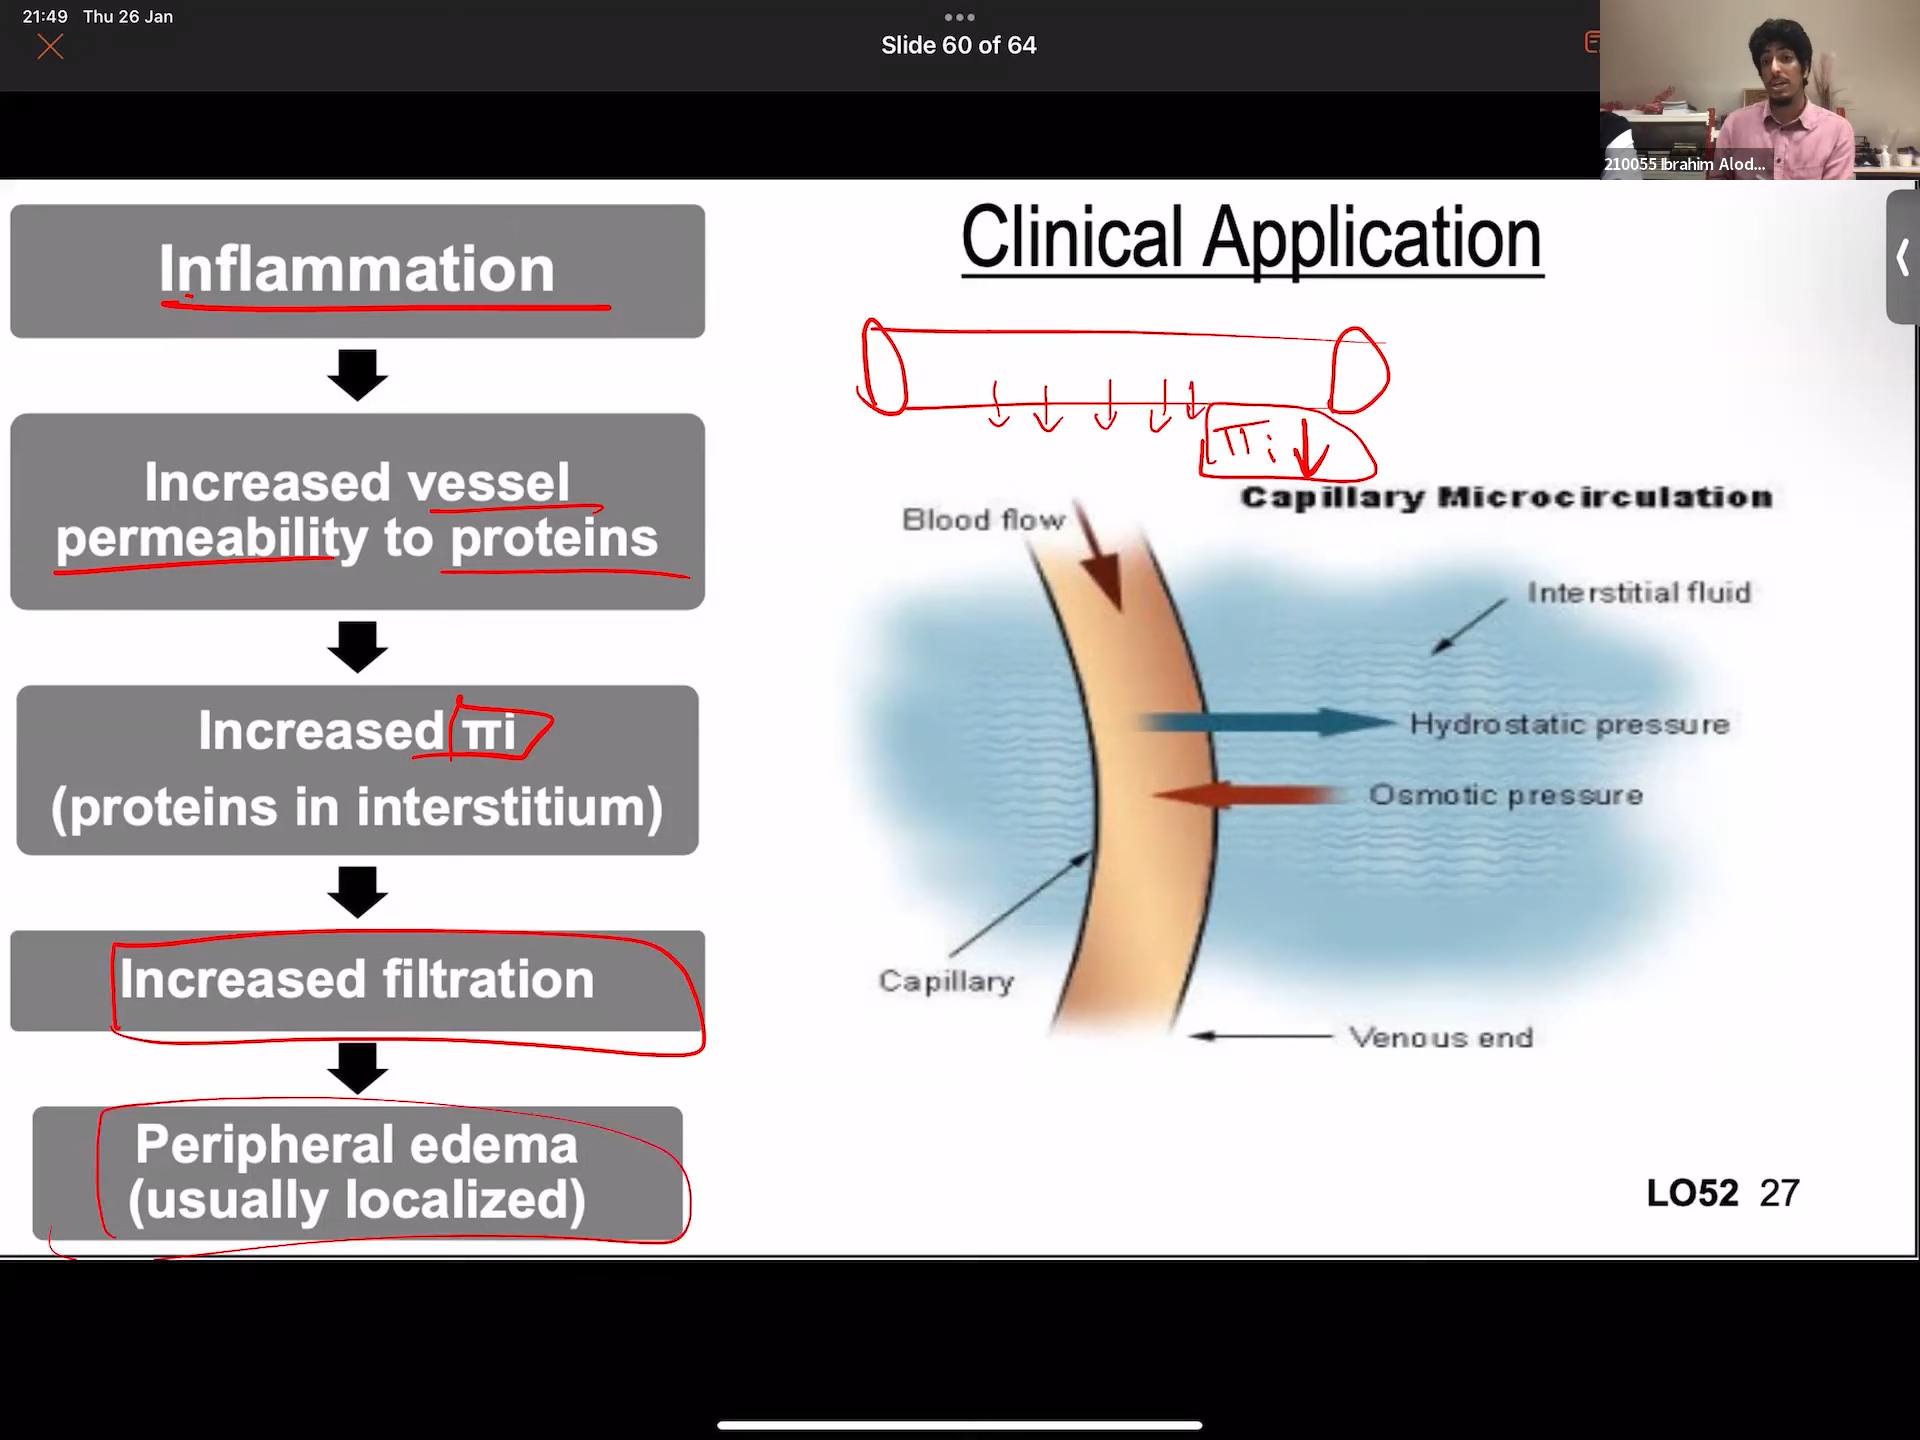 21:49 Thu 26 Jan
Slide 60 of 64
210055 Ibrahim Alod...
Clinical Application
Inflammation
Increased vessel
permeability to proteins
Increased πi
(proteins in interstitium)
Increased filtration
Peripheral edema
(usually localized)
πi ↓
Capillary Microcirculation
Blood flow
Interstitial fluid
Hydrostatic pressure
Osmotic pressure
Capillary
Venous end
LO52 27